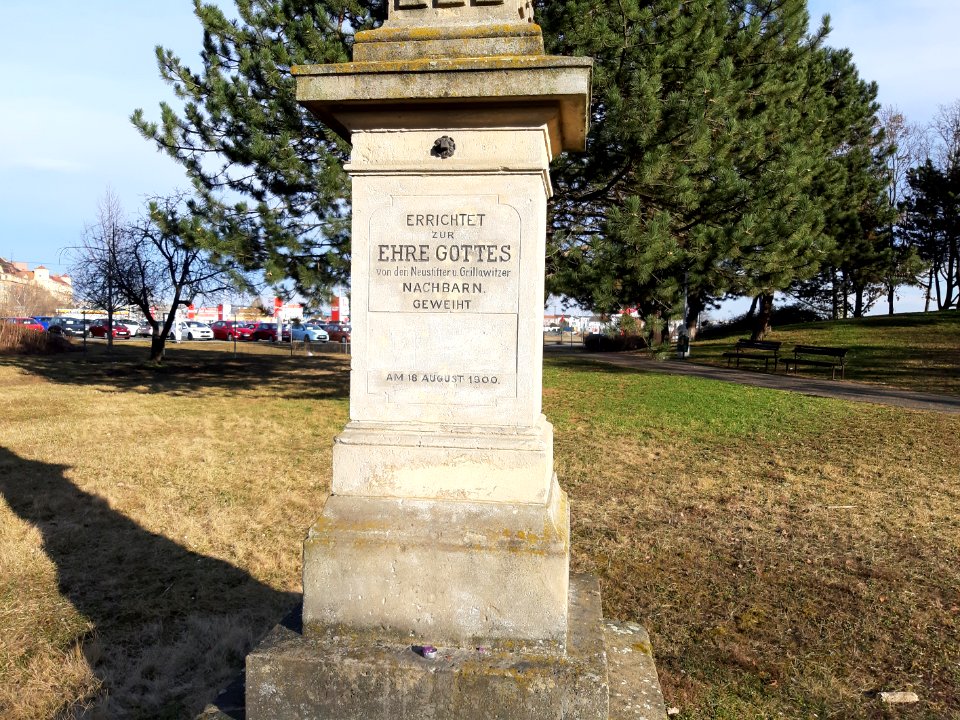 ERRICHTET
ZUR
EHRE GOTTES
von den Neustifter u. Grillowitzer
NACHBARN.
GEWEIHT
AM 18 AUGUST 1900.